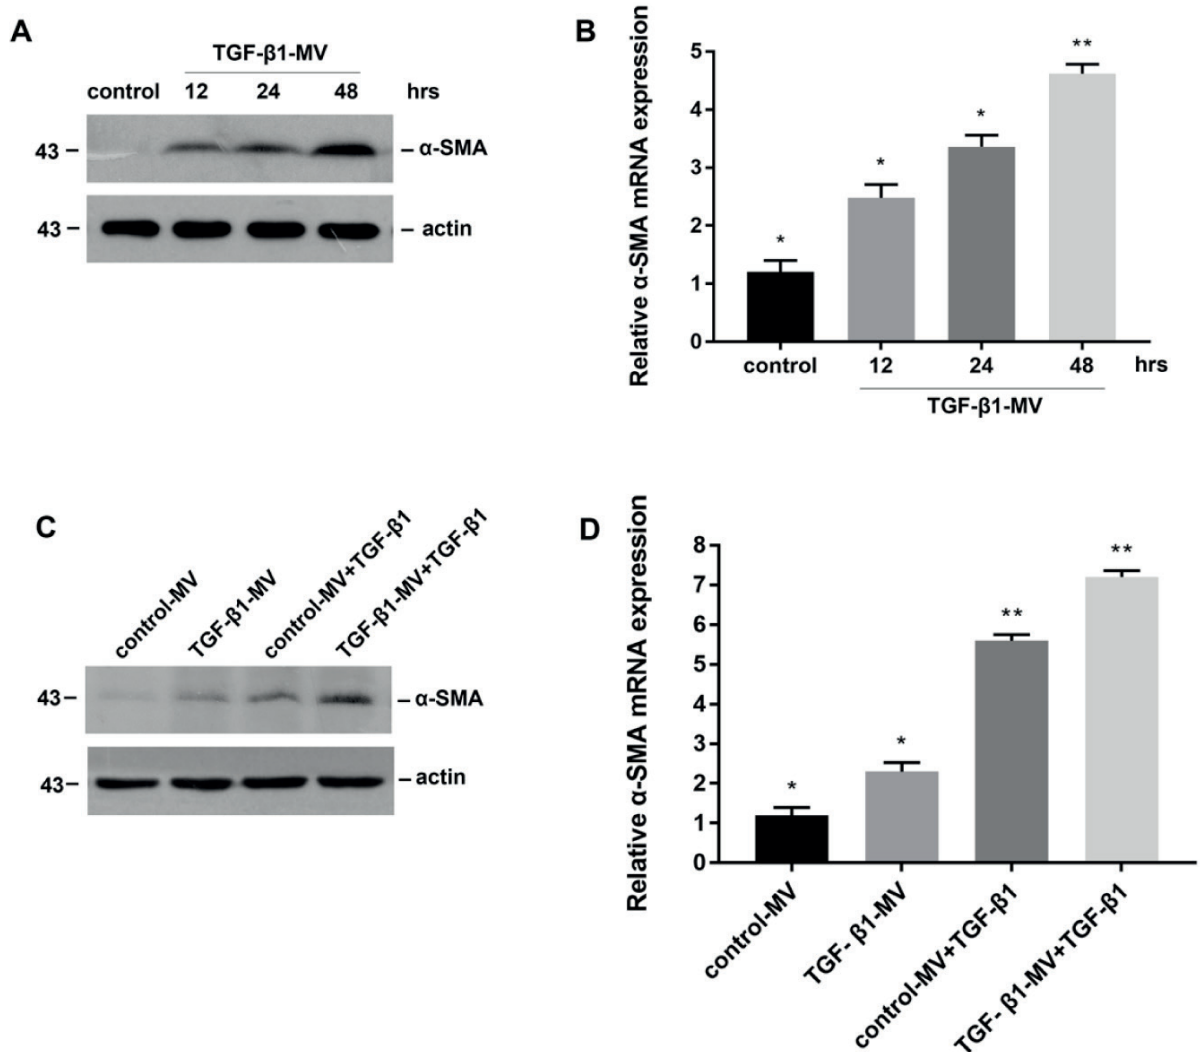 A
TGF-β1-MV
control 12 24 48 hrs
43 – – α-SMA
43 – – actin
B
Relative α-SMA mRNA expression
5
4
3
2
1
0
*
*
*
**
control 12 24 48 hrs
TGF-β1-MV
C
control-MV
TGF-β1-MV
control-MV+TGF-β1
TGF-β1-MV+TGF-β1
43 – – α-SMA
43 – – actin
D
Relative α-SMA mRNA expression
8
7
6
5
4
3
2
1
0
*
*
**
**
control-MV
TGF- β1-MV
control-MV+TGF-β1
TGF- β1-MV+TGF-β1